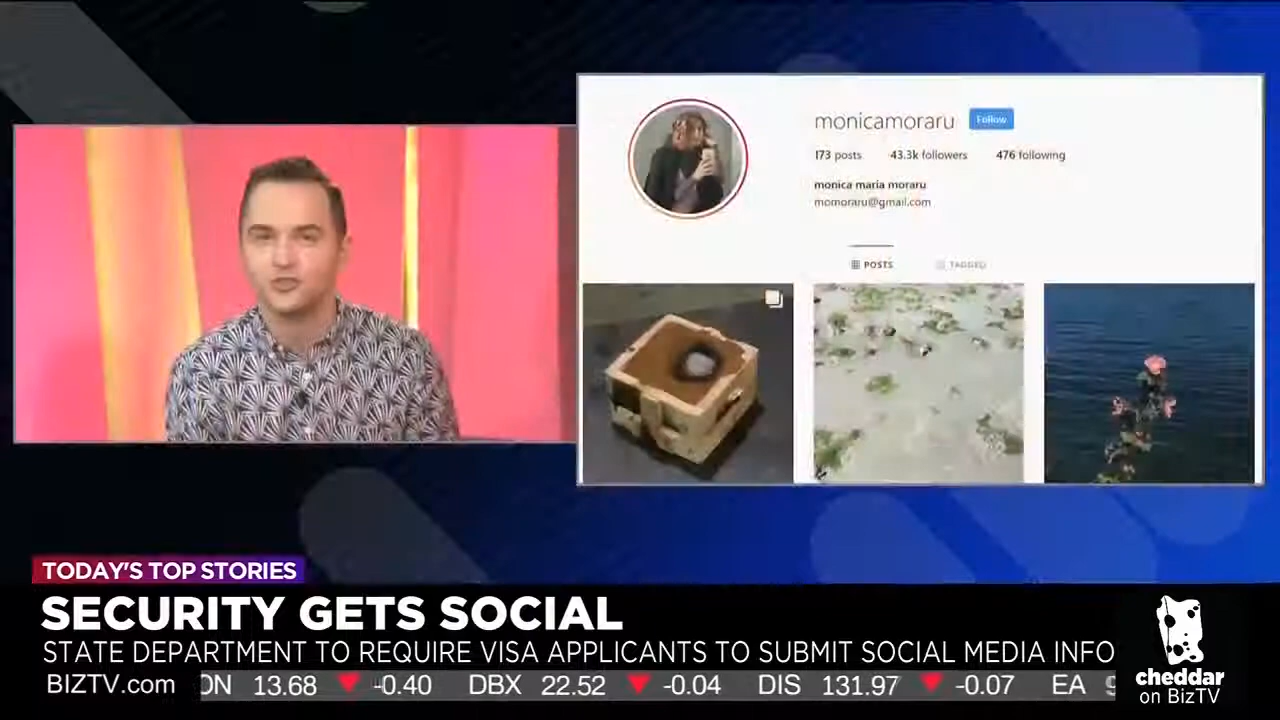 monicamoraru Follow
173 posts 43.3k followers 476 following
monica maria moraru
momoraru@gmail.com
POSTS TAGGED
TODAY'S TOP STORIES
SECURITY GETS SOCIAL
STATE DEPARTMENT TO REQUIRE VISA APPLICANTS TO SUBMIT SOCIAL MEDIA INFO
BIZTV.com
13.68 -0.40 DBX 22.52 -0.04 DIS 131.97 -0.07 EA
cheddar
on BizTV